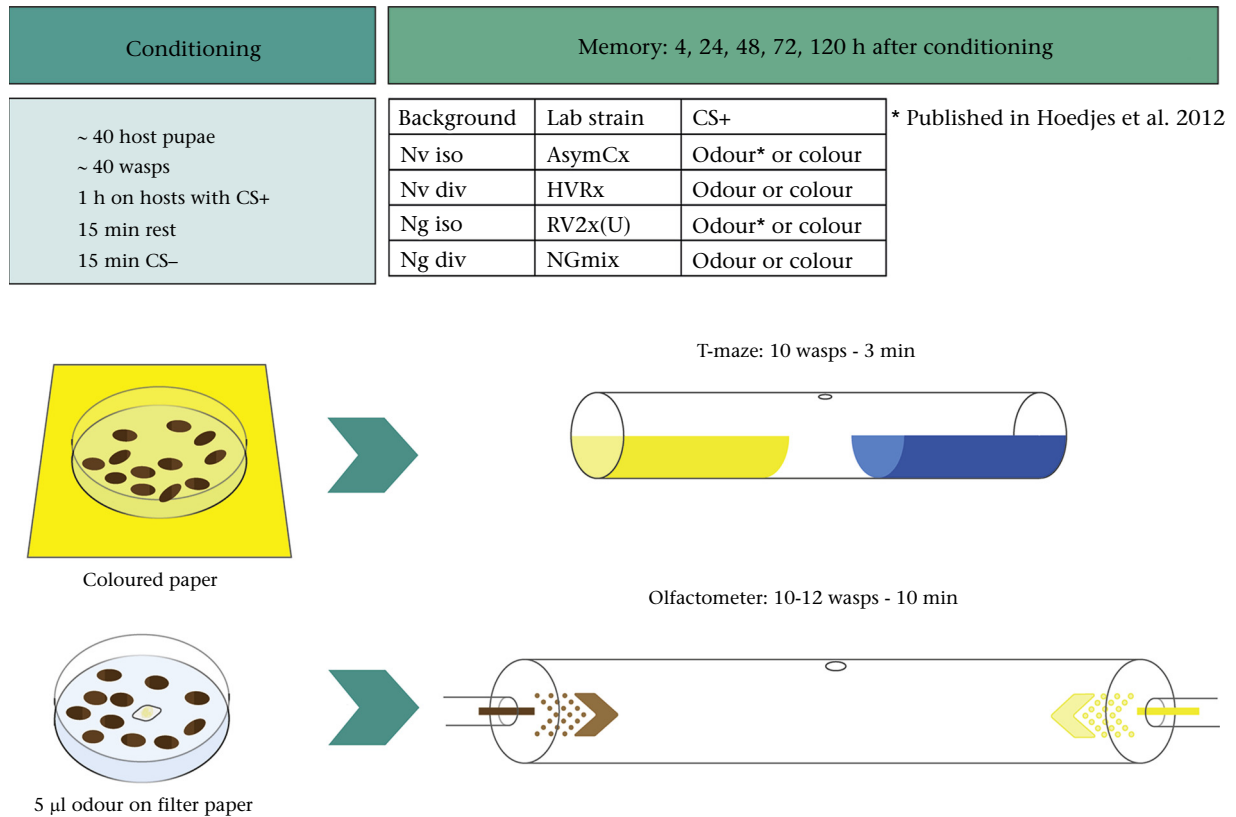 Conditioning
Memory: 4, 24, 48, 72, 120 h after conditioning
~ 40 host pupae
~ 40 wasps
1 h on hosts with CS+
15 min rest
15 min CS–
Background Lab strain CS+
Nv iso AsymCx Odour* or colour
Nv div HVRx Odour or colour
Ng iso RV2x(U) Odour* or colour
Ng div NGmix Odour or colour
* Published in Hoedjes et al. 2012
T-maze: 10 wasps - 3 min
Coloured paper
Olfactometer: 10-12 wasps - 10 min
5 μl odour on filter paper